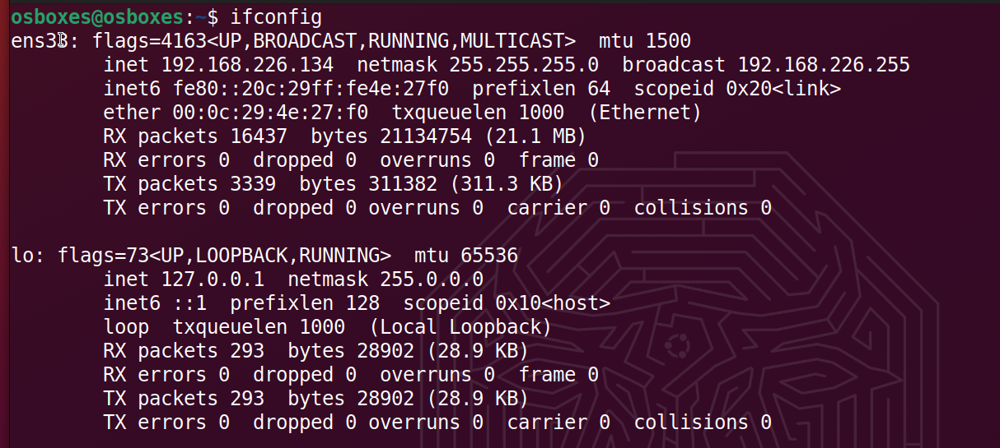 osboxes@osboxes:~$ ifconfig
ens33: flags=4163<UP,BROADCAST,RUNNING,MULTICAST>  mtu 1500
        inet 192.168.226.134  netmask 255.255.255.0  broadcast 192.168.226.255
        inet6 fe80::20c:29ff:fe4e:27f0  prefixlen 64  scopeid 0x20<link>
        ether 00:0c:29:4e:27:f0  txqueuelen 1000  (Ethernet)
        RX packets 16437  bytes 21134754 (21.1 MB)
        RX errors 0  dropped 0  overruns 0  frame 0
        TX packets 3339  bytes 311382 (311.3 KB)
        TX errors 0  dropped 0 overruns 0  carrier 0  collisions 0

lo: flags=73<UP,LOOPBACK,RUNNING>  mtu 65536
        inet 127.0.0.1  netmask 255.0.0.0
        inet6 ::1  prefixlen 128  scopeid 0x10<host>
        loop  txqueuelen 1000  (Local Loopback)
        RX packets 293  bytes 28902 (28.9 KB)
        RX errors 0  dropped 0  overruns 0  frame 0
        TX packets 293  bytes 28902 (28.9 KB)
        TX errors 0  dropped 0 overruns 0  carrier 0  collisions 0